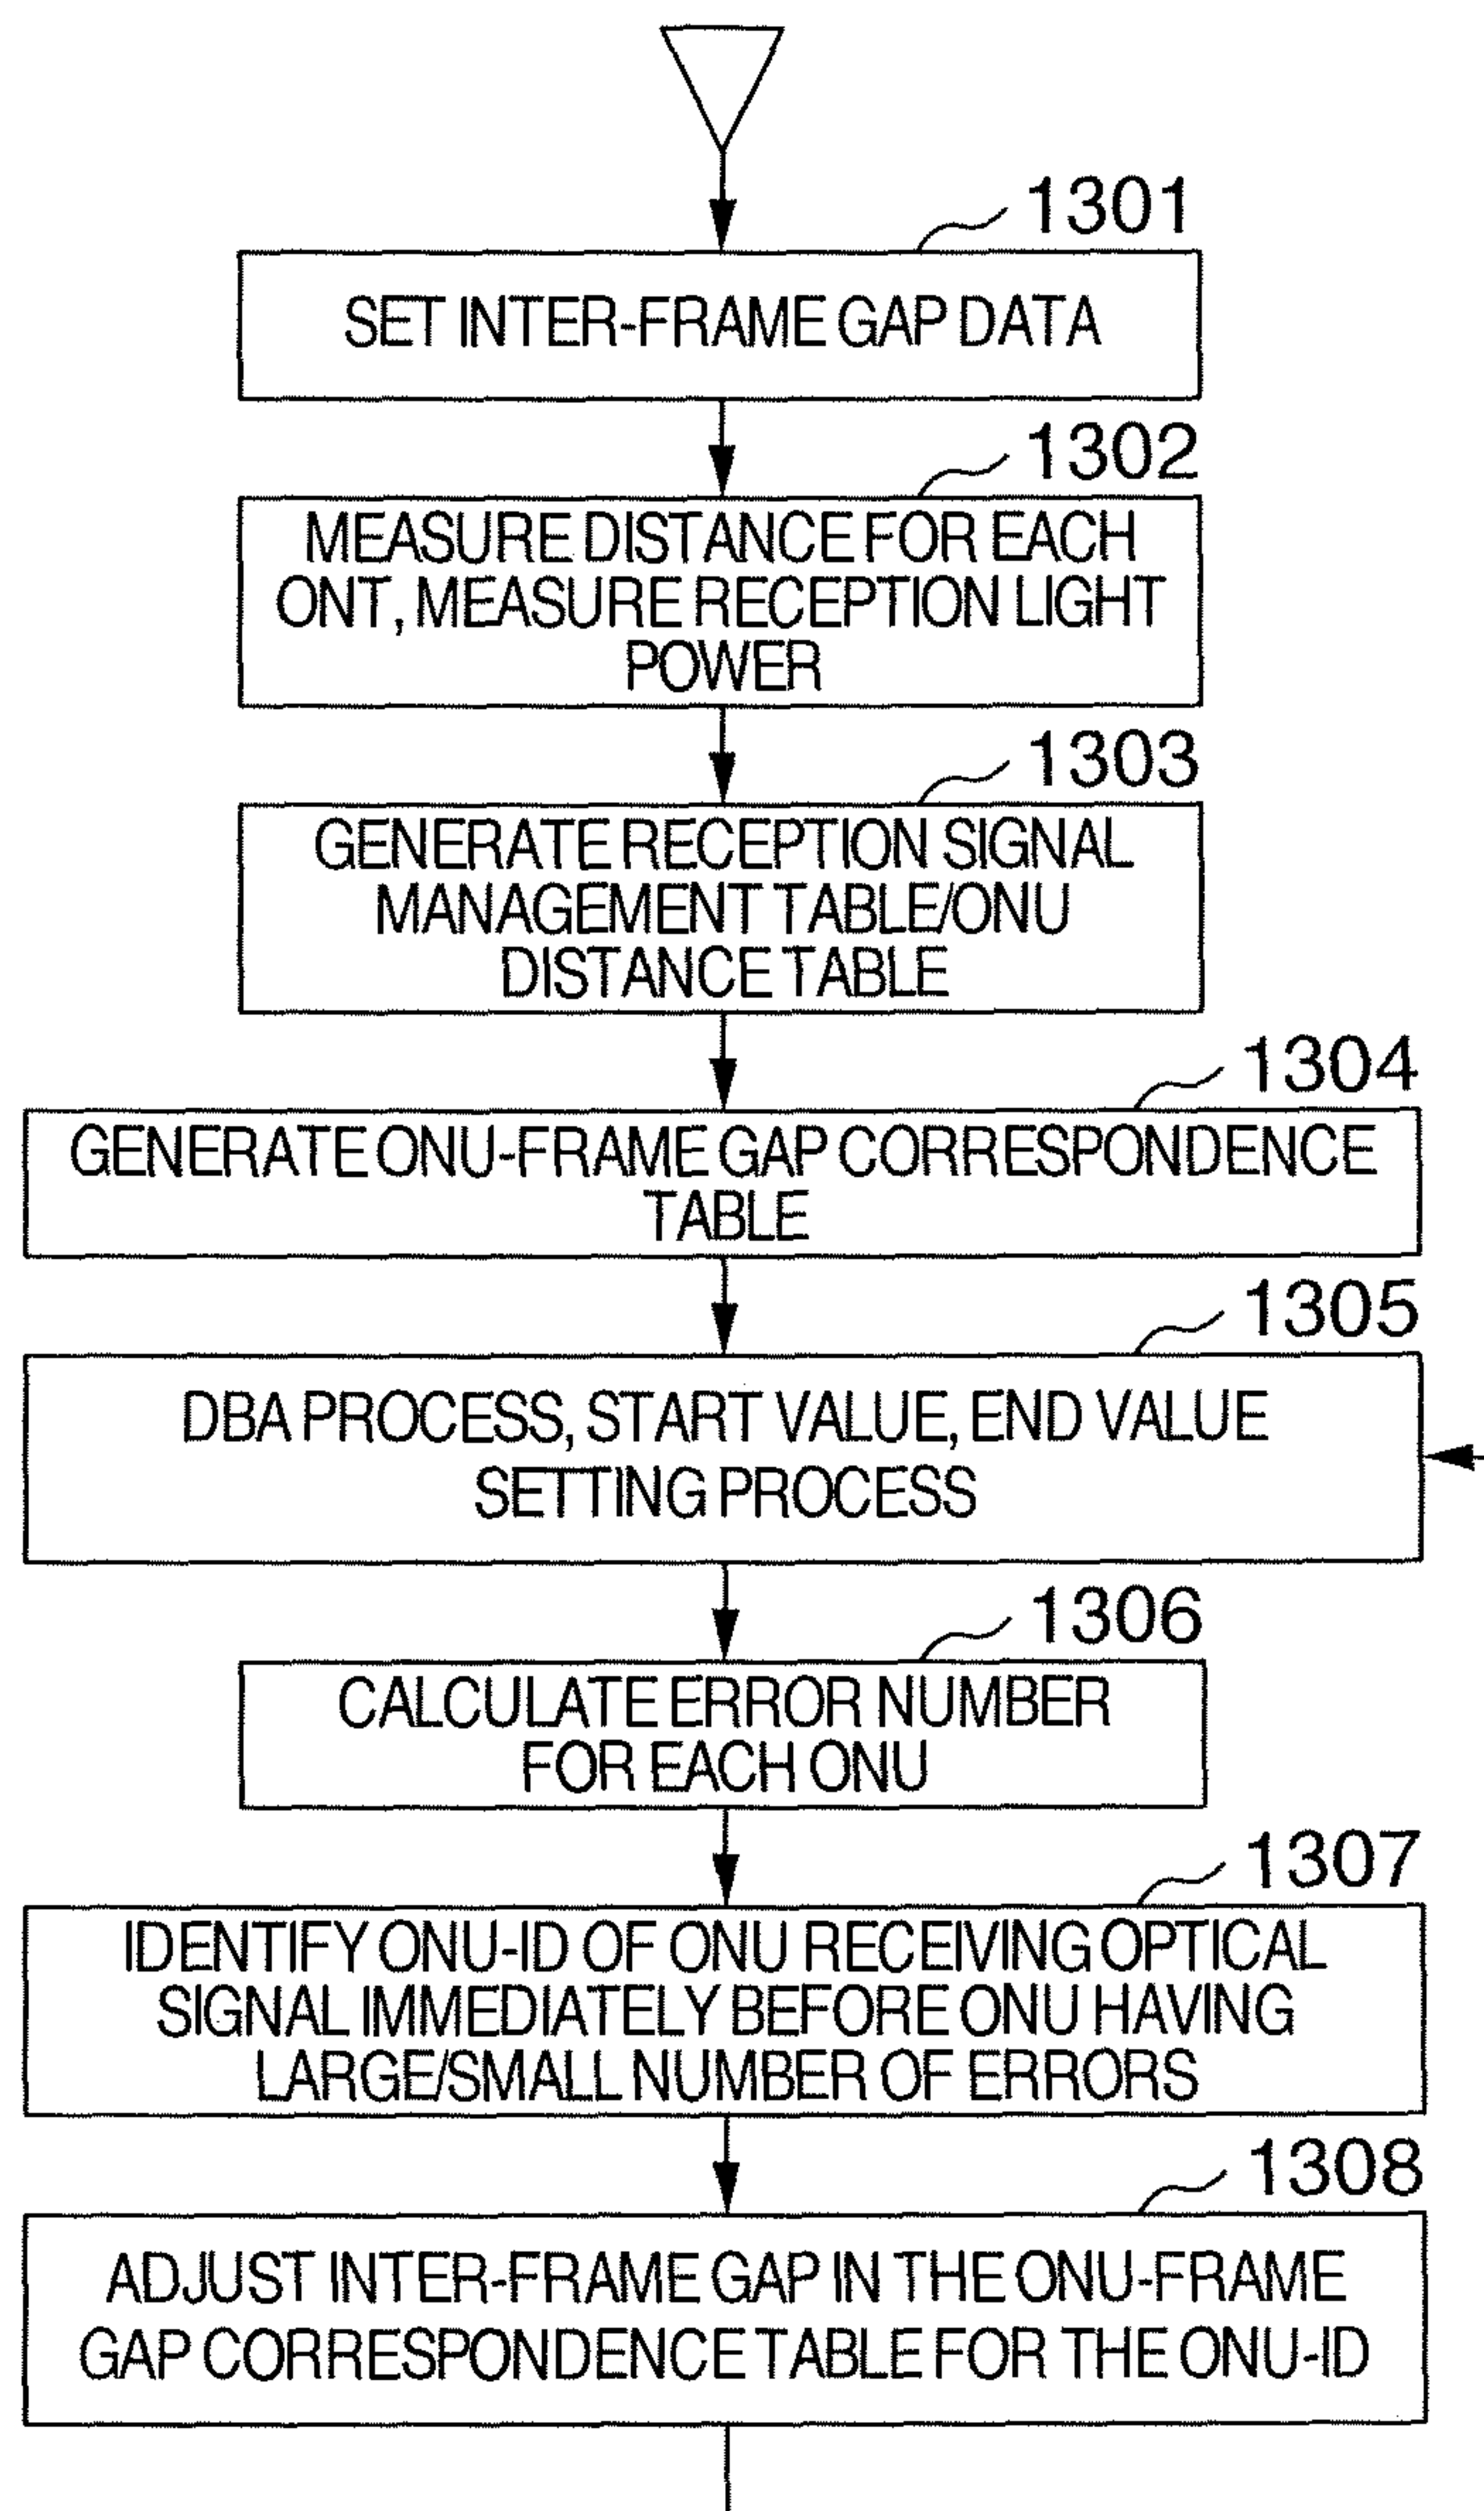 1301
SET INTER-FRAME GAP DATA
1302
MEASURE DISTANCE FOR EACH
ONT, MEASURE RECEPTION LIGHT
POWER
1303
GENERATE RECEPTION SIGNAL
MANAGEMENT TABLE/ONU
DISTANCE TABLE
1304
GENERATE ONU-FRAME GAP CORRESPONDENCE
TABLE
1305
DBA PROCESS, START VALUE, END VALUE
SETTING PROCESS
1306
CALCULATE ERROR NUMBER
FOR EACH ONU
1307
IDENTIFY ONU-ID OF ONU RECEIVING OPTICAL
SIGNAL IMMEDIATELY BEFORE ONU HAVING
LARGE/SMALL NUMBER OF ERRORS
1308
ADJUST INTER-FRAME GAP IN THE ONU-FRAME
GAP CORRESPONDENCE TABLE FOR THE ONU-ID